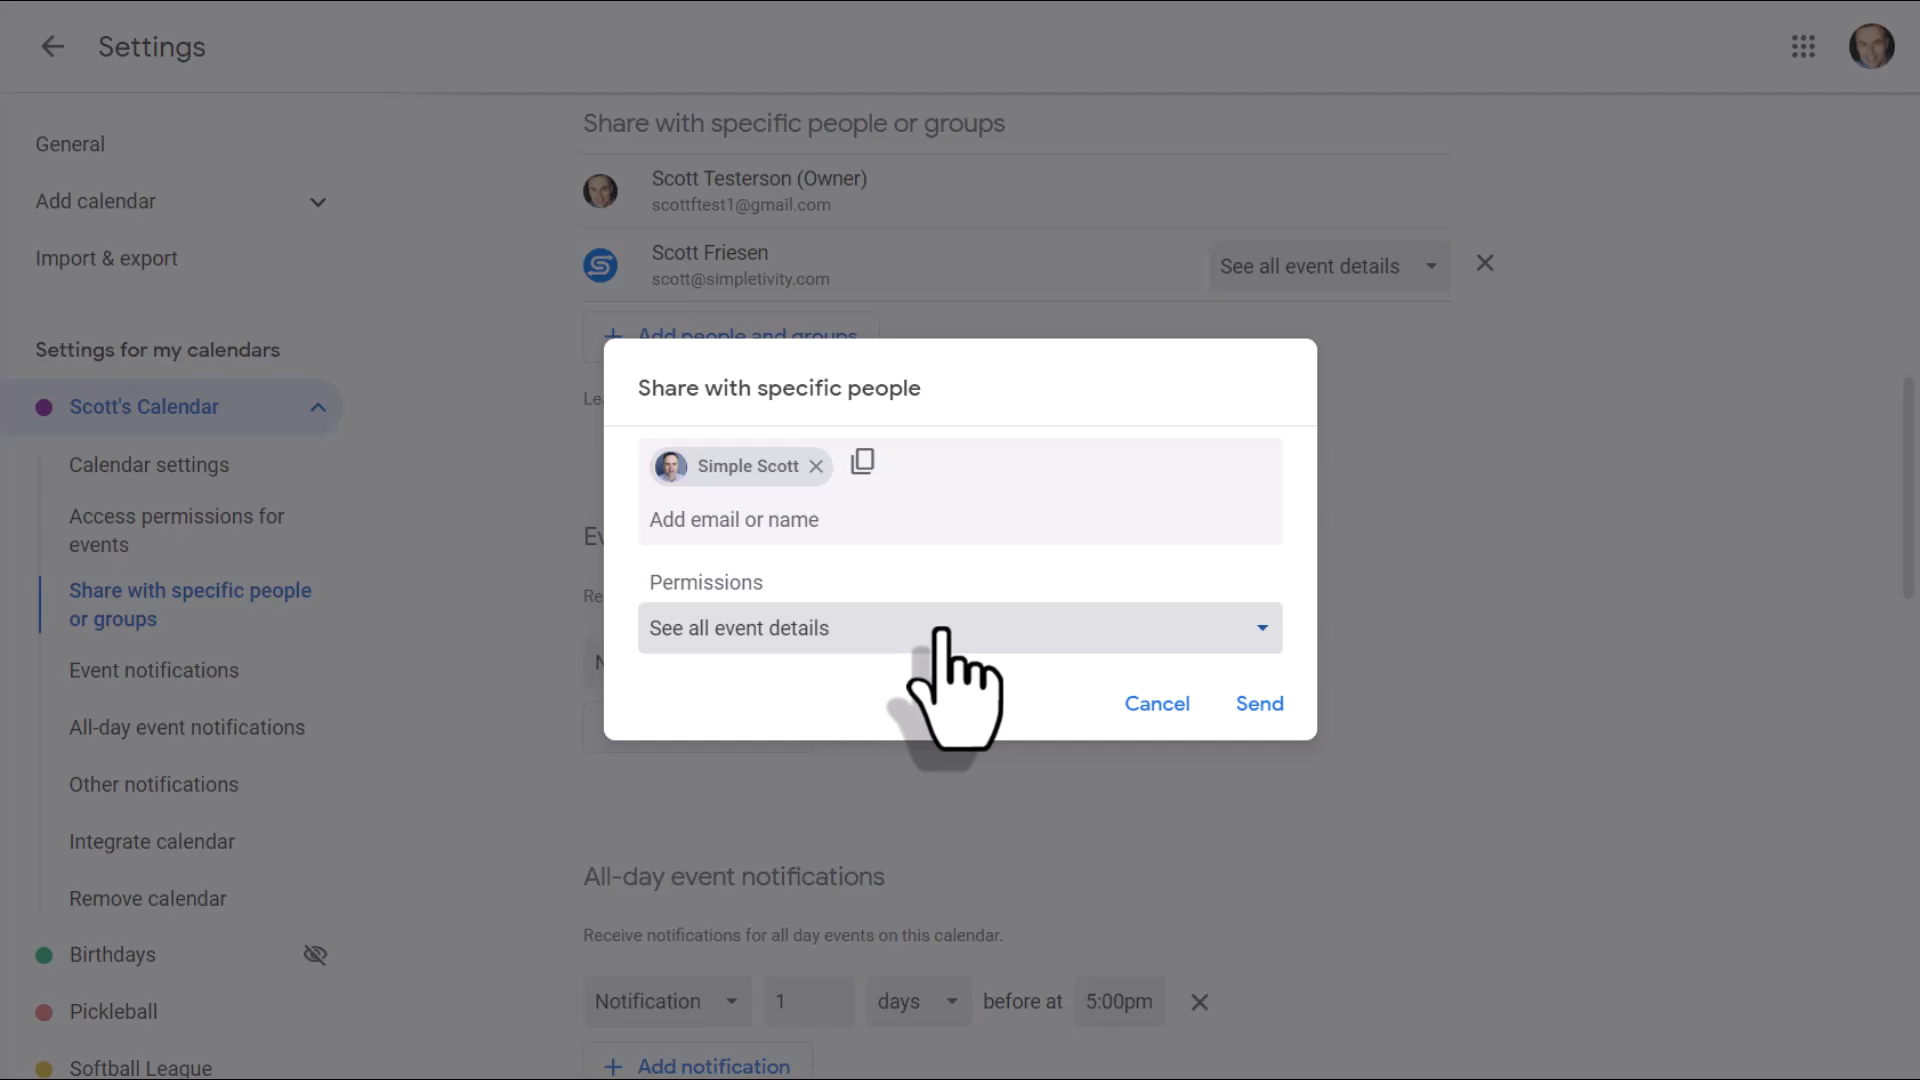 Settings
General
Add calendar
Import & export
Settings for my calendars
Scott's Calendar
Calendar settings
Access permissions for
events
Share with specific people
or groups
Event notifications
All-day event notifications
Other notifications
Integrate calendar
Remove calendar
Birthdays
Pickleball
Softball League
Share with specific people or groups
Scott Testerson (Owner)
scottftest1@gmail.com
Scott Friesen
scott@simpletivity.com
See all event details
Add people and groups
Share with specific people
Simple Scott
Add email or name
Permissions
See all event details
Cancel Send
All-day event notifications
Receive notifications for all day events on this calendar.
Notification 1 days before at 5:00pm
Add notification